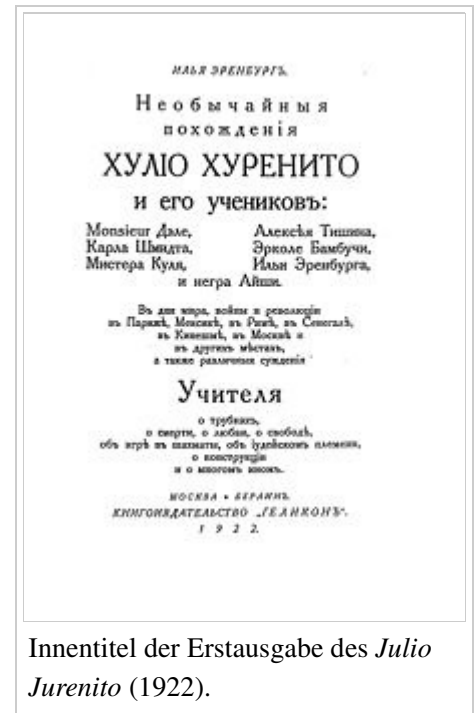 ИЛЬЯ ЭРЕНБУРГЪ.
Необычайныя
похожденія
ХУЛІО ХУРЕНИТО
и его учениковъ:
Monsieur Дэле, Алексѣя Тишина,
Карла Шмидта, Эрколе Бамбучи,
Мистера Куля, Ильи Эренбурга,
и негра Айши.
Въ дни мира, войны и революціи
въ Парижѣ, Мексикѣ, въ Римѣ, въ Сенегалѣ,
въ Кинешмѣ, въ Москвѣ и
въ другихъ мѣстахъ,
а также различныя сужденія
Учителя
о трубкахъ,
о смерти, о любви, о свободѣ,
объ игрѣ въ шахматы, объ іудейскомъ племени,
о конструкціи
и о многомъ иномъ.
МОСКВА • БЕРЛИНЪ
КНИГОИЗДАТЕЛЬСТВО „ГЕЛИКОНЪ“.
1 9 2 2.
Innentitel der Erstausgabe des Julio
Jurenito (1922).